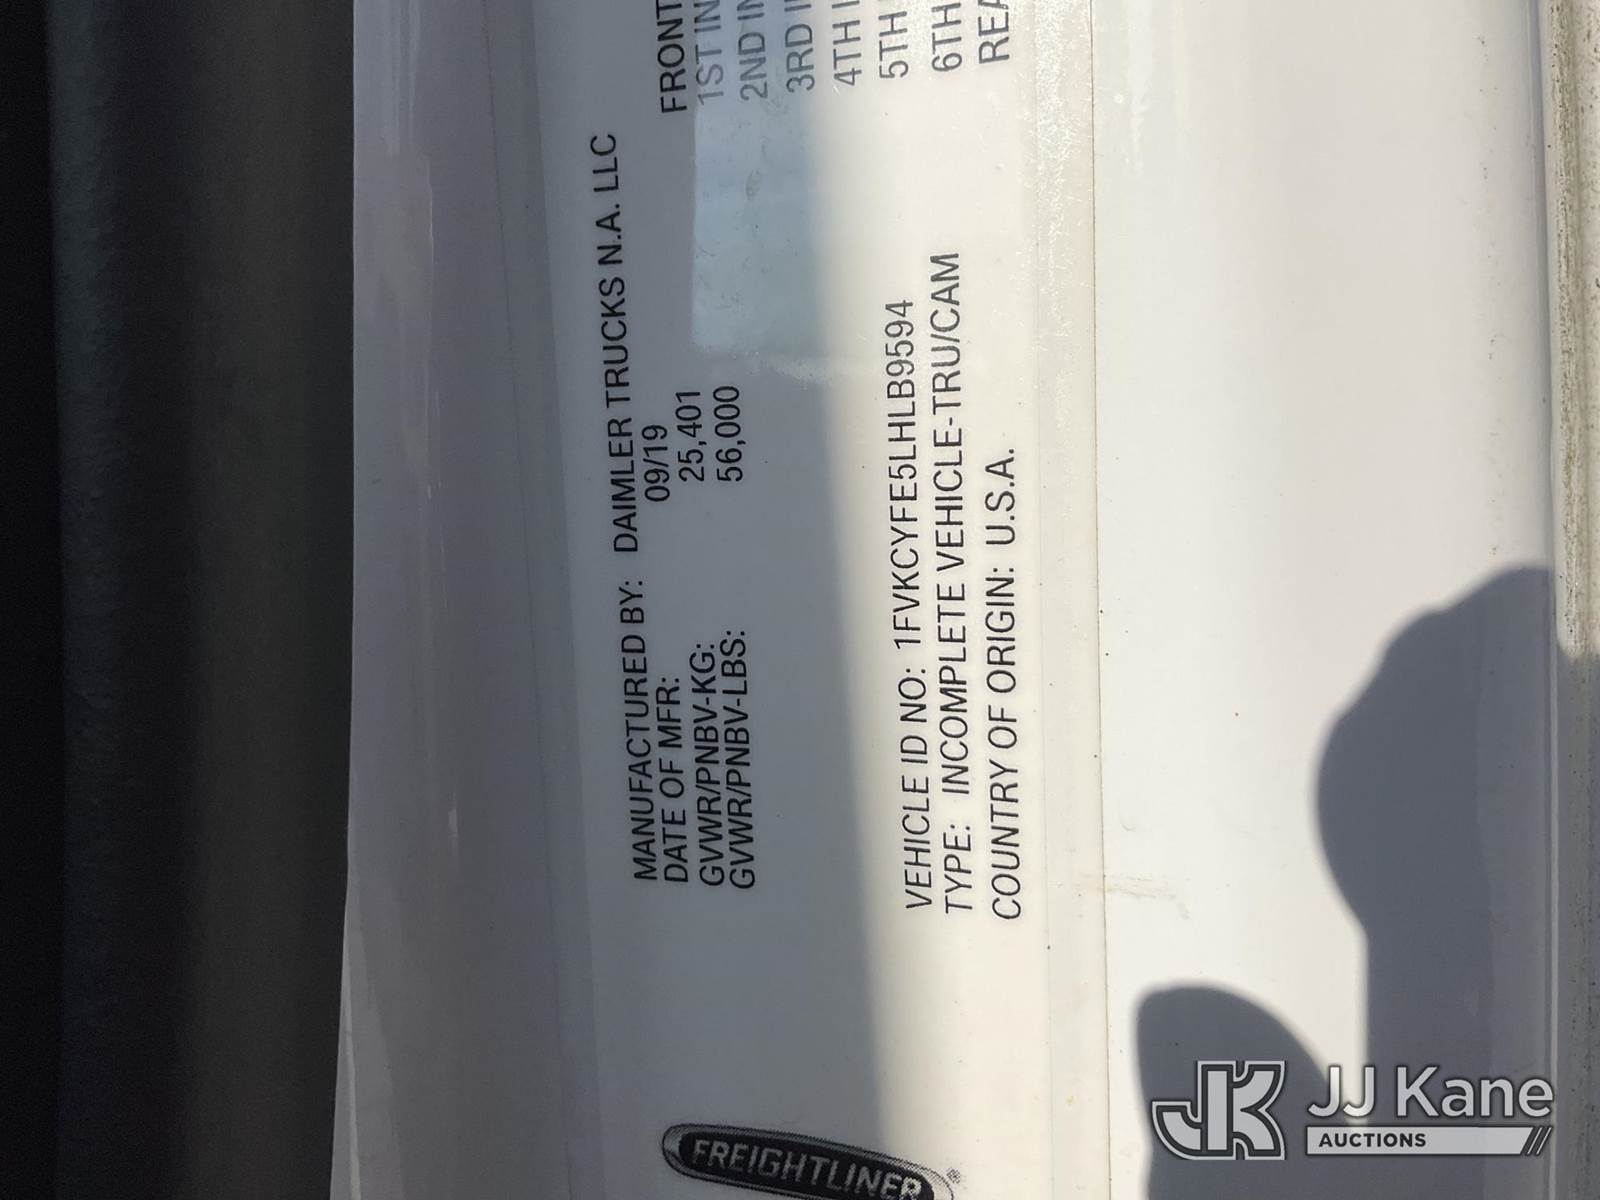 FREIGHTLINER®
MANUFACTURED BY: DAIMLER TRUCKS N.A. LLC
DATE OF MFR: 09/19
GVWR/PNBV-KG: 25,401
GVWR/PNBV-LBS: 56,000
FRONT
1ST IN
2ND IN
3RD I
4TH I
5TH
6TH
REA
VEHICLE ID NO: 1FVKCYFE5LHLB9594
TYPE: INCOMPLETE VEHICLE-TRU/CAM
COUNTRY OF ORIGIN: U.S.A.
JK JJ Kane
AUCTIONS